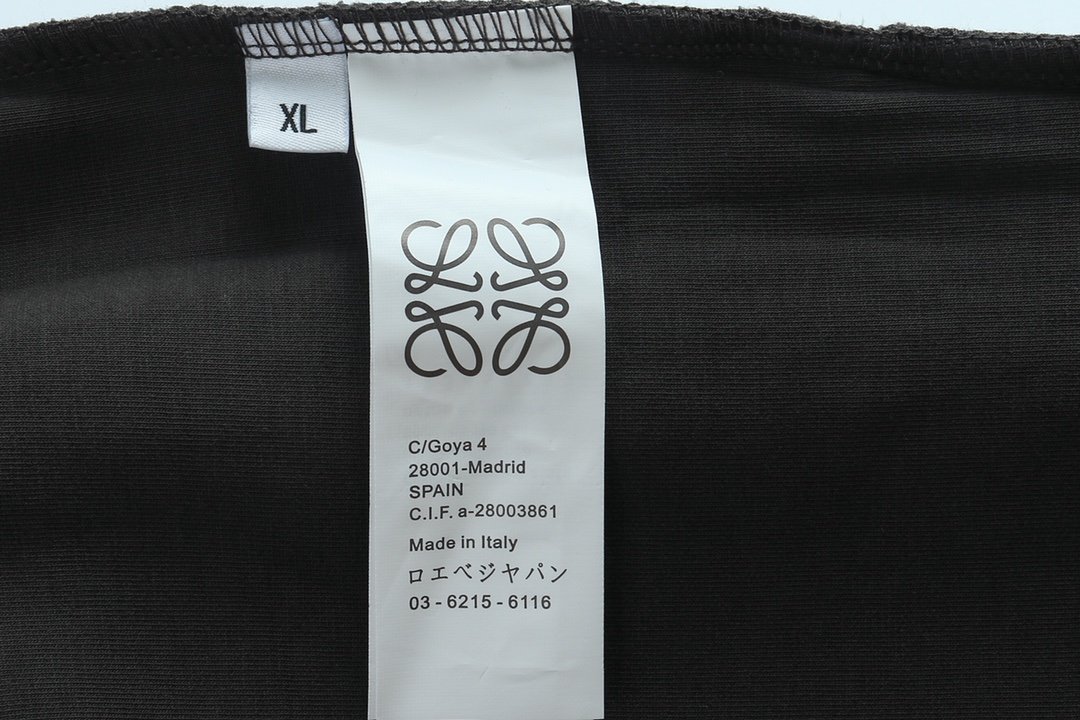 XL
C/Goya 4
28001-Madrid
SPAIN
C.I.F. a-28003861
Made in Italy
ロエベジヤパン
03 - 6215 - 6116